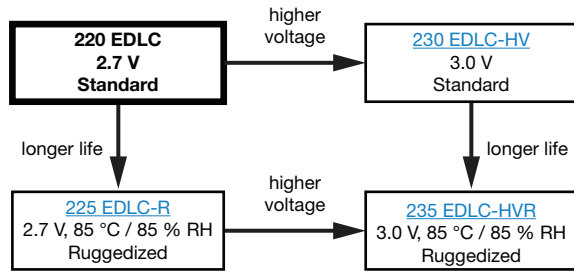 220 EDLC
2.7 V
Standard
higher
voltage
230 EDLC-HV
3.0 V
Standard
longer life
longer life
225 EDLC-R
2.7 V, 85 °C / 85 % RH
Ruggedized
higher
voltage
235 EDLC-HVR
3.0 V, 85 °C / 85 % RH
Ruggedized